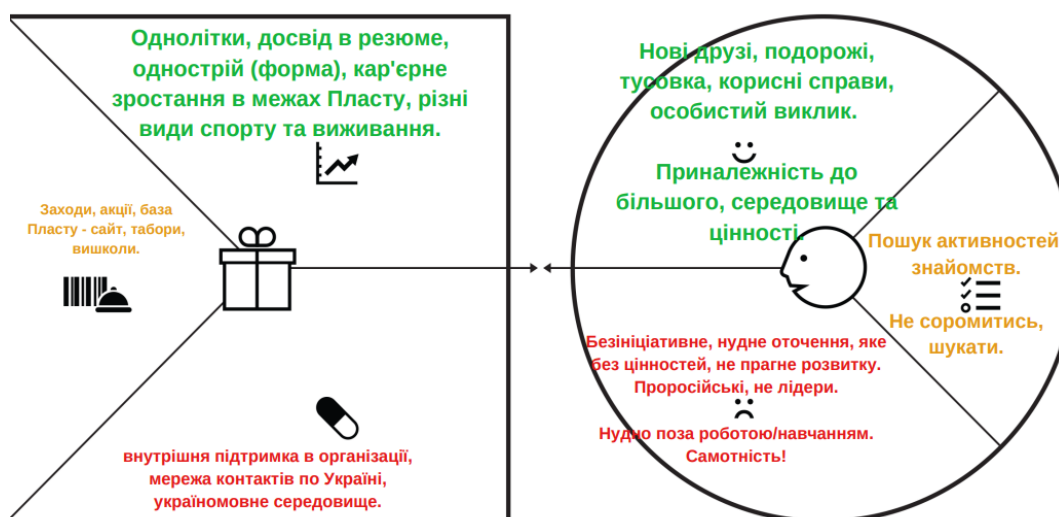 Однолітки, досвід в резюме,
однострій (форма), кар'єрне
зростання в межах Пласту, різні
види спорту та виживання.
Заходи, акції, база
Пласту - сайт, табори,
вишколи.
внутрішня підтримка в організації,
мережа контактів по Україні,
україномовне середовище.
Нові друзі, подорожі,
тусовка, корисні справи,
особистий виклик.
Приналежність до
більшого, середовище та
цінності.
Пошук активностей
знайомств.
Не соромитись,
шукати.
Безініціативне, нудне оточення, яке
без цінностей, не прагне розвитку.
Проросійські, не лідери.
Нудно поза роботою/навчанням.
Самотність!